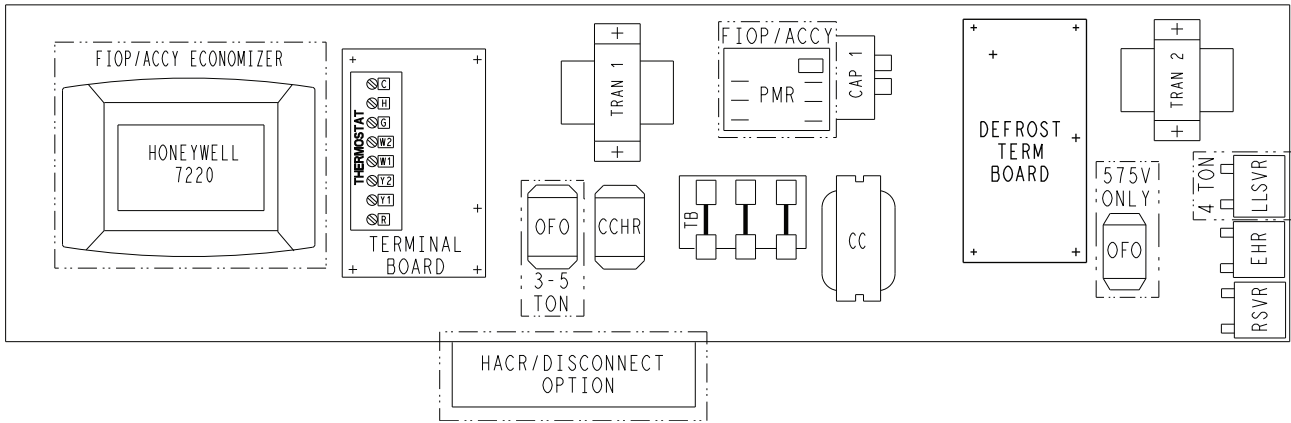 FIOP/ACCY ECONOMIZER
HONEYWELL
7220
THERMOSTAT
C
H
G
W2
W1
Y2
Y1
R
TERMINAL
BOARD
OFO
3-5
TON
CCHR
TRAN 1
FIOP/ACCY
PMR
CAP 1
TB
CC
DEFROST
TERM
BOARD
TRAN 2
575V
ONLY
OFO
4 TON
LLSVR
EHR
RSVR
HACR/DISCONNECT
OPTION